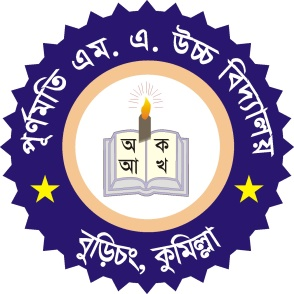 পুর্ণমতি এম. এ. উচ্চ বিদ্যালয়
অ ক
আ খ
বুড়িচং, কুমিল্লা